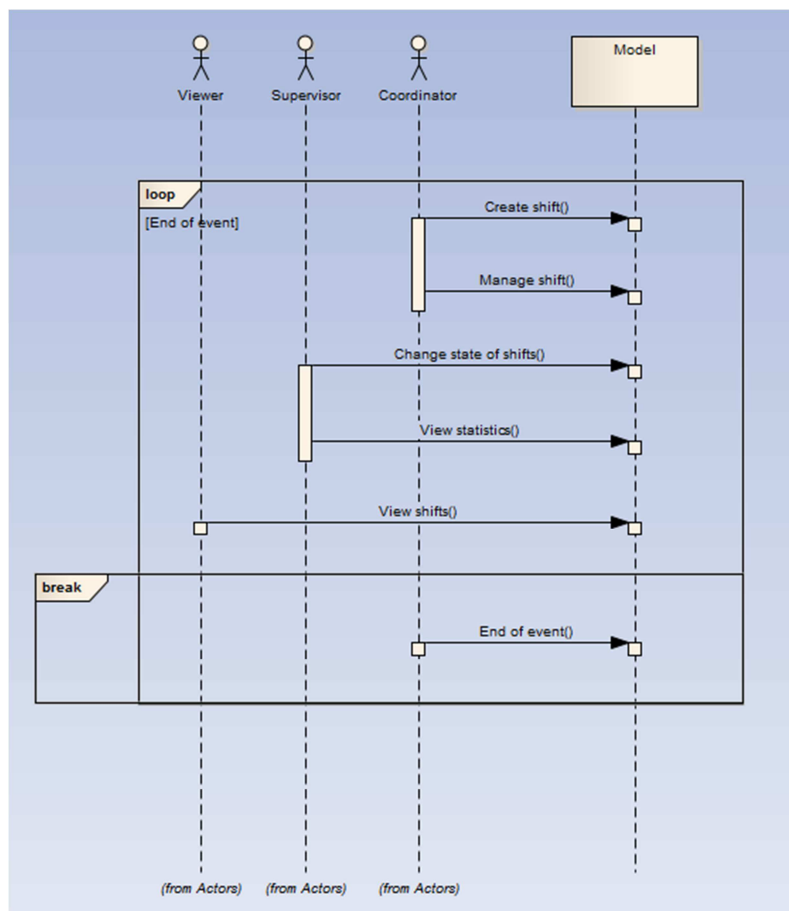 Model
Viewer
Supervisor
Coordinator
loop
[End of event]
Create shift()
Manage shift()
Change state of shifts()
View statistics()
View shifts()
break
End of event()
(from Actors)
(from Actors)
(from Actors)